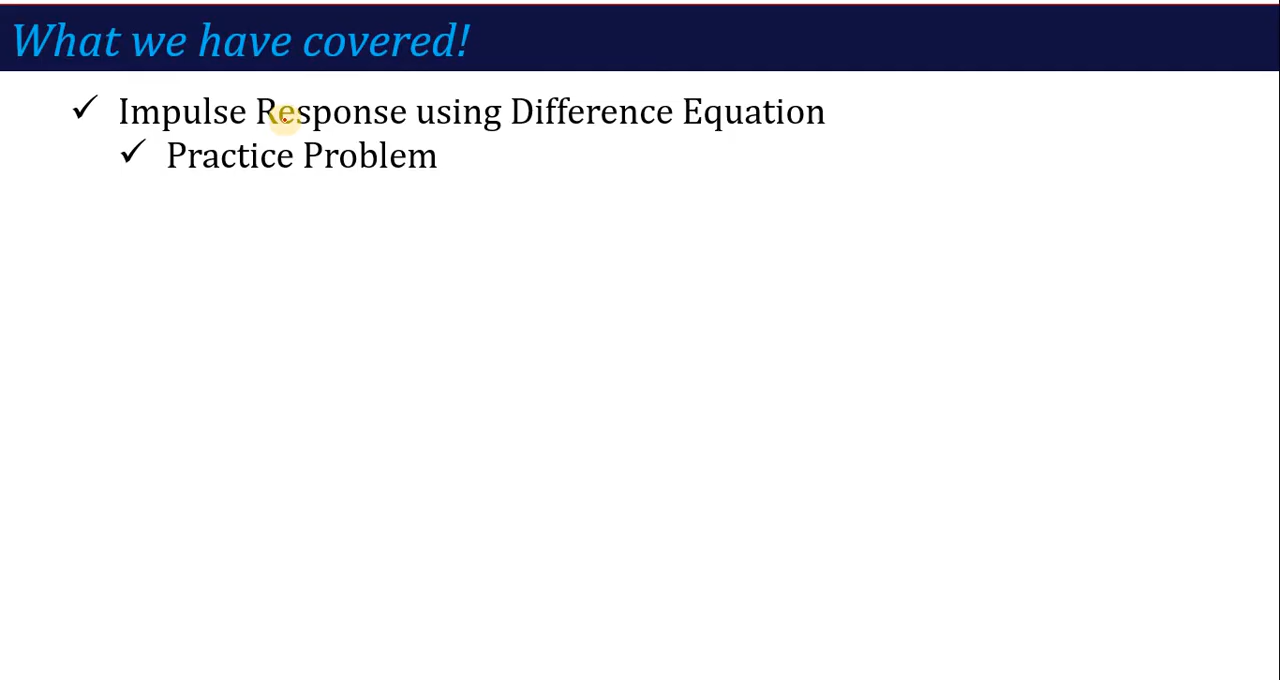 What we have covered!
✓ Impulse Response using Difference Equation
✓ Practice Problem